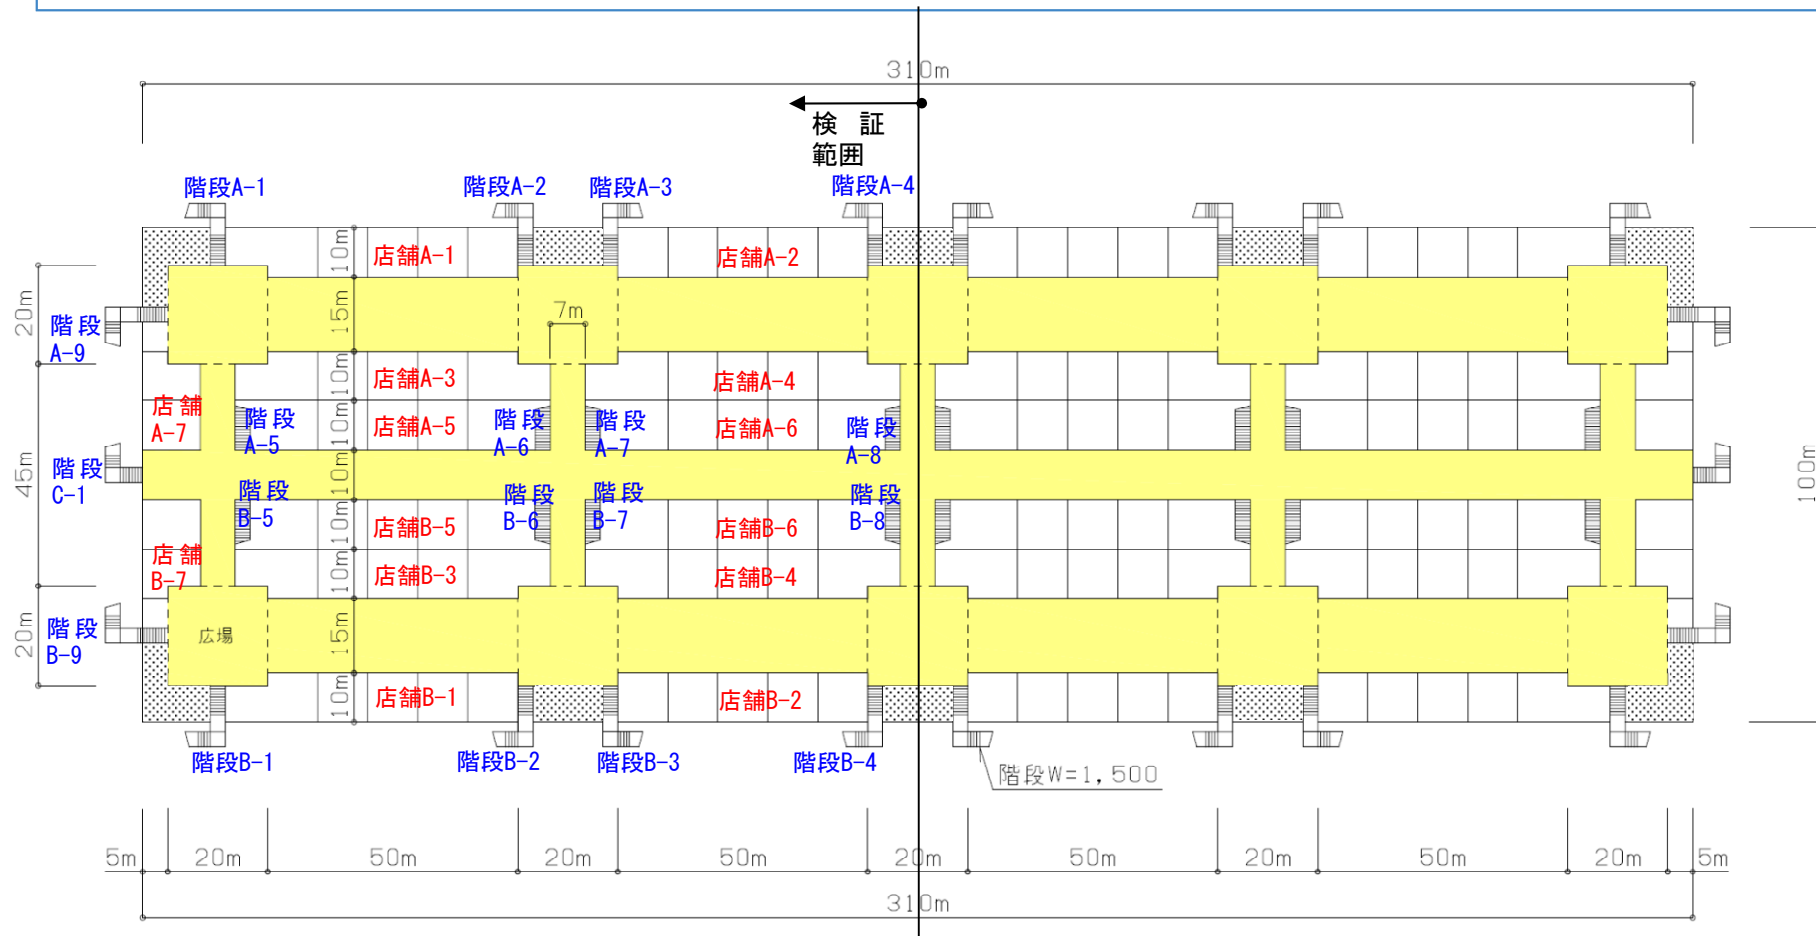 310m
検 証
範囲
階段A-1
階段A-2
階段A-3
階段A-4
10m
店舗A-1
店舗A-2
20m
15m
7m
階段
A-9
10m
店舗A-3
店舗A-4
店舗
A-7
階段
A-5
10m
店舗A-5
階段
A-6
階段
A-7
店舗A-6
階段
A-8
45m
階段
C-1
10m
100m
階段
B-5
10m
店舗B-5
階段
B-6
階段
B-7
店舗B-6
階段
B-8
店舗
B-7
10m
店舗B-3
店舗B-4
20m
階段
B-9
広場
15m
10m
店舗B-1
店舗B-2
階段B-1
階段B-2
階段B-3
階段B-4
階段W=1,500
5m
20m
50m
20m
50m
20m
50m
20m
50m
20m
5m
310m